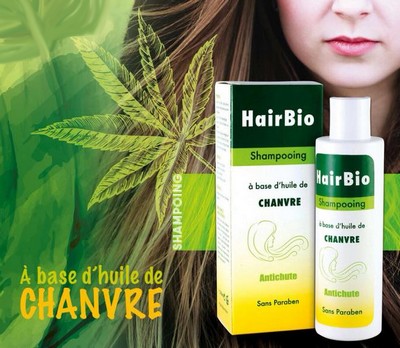 À base d'huile de
CHANVRE
SHAMPOING
HairBio
Shampooing
à base d'huile de
CHANVRE
Antichute
Sans Paraben
HairBio
Shampooing
à base d'huile de
CHANVRE
Antichute
Sans Paraben